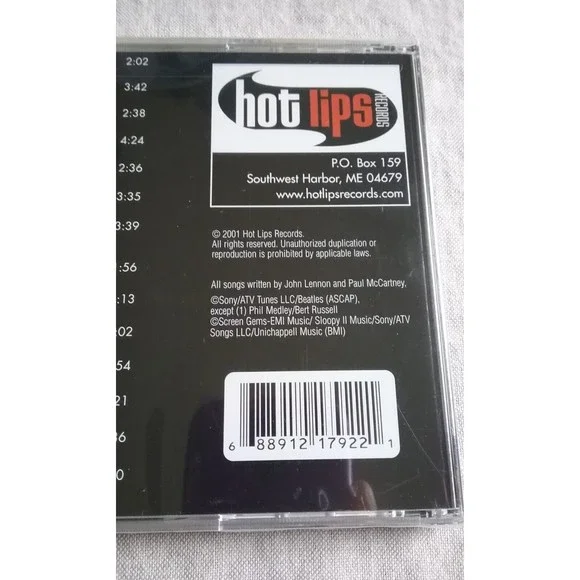 2:02
3:42
2:38
4:24
2:36
3:35
3:39
:56
:13
:02
54
21
36
0
hot lips RECORDS
P.O. Box 159
Southwest Harbor, ME 04679
www.hotlipsrecords.com
© 2001 Hot Lips Records.
All rights reserved. Unauthorized duplication or
reproduction is prohibited by applicable laws.
All songs written by John Lennon and Paul McCartney,
©Sony/ATV Tunes LLC/Beatles (ASCAP),
except (1) Phil Medley/Bert Russell
©Screen Gems-EMI Music/ Sloopy II Music/Sony/ATV
Songs LLC/Unichappell Music (BMI)
6 88912 17922 1